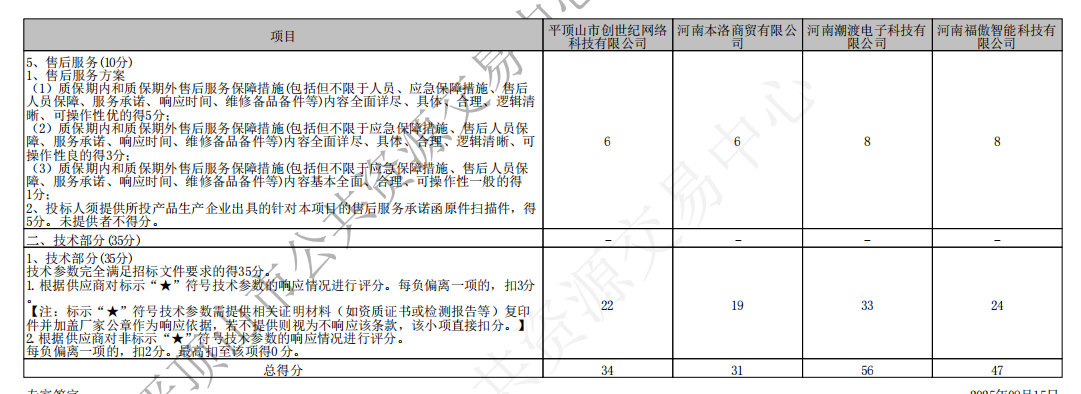 项目 平顶山市创世纪网络 河南本洛商贸有限公 河南潮渡电子科技有 河南福傲智能科技有
科技有限公司 司 限公司 限公司
5、售后服务(10分)
1、售后服务方案
（1）质保期内和质保期外售后服务保障措施(包括但不限于人员、应急保障措施、售后
人员保障、服务承诺、响应时间、维修备品备件等)内容全面详尽、具体、合理、逻辑清
晰、可操作性优的得5分;
（2）质保期内和质保期外售后服务保障措施(包括但不限于应急保障措施、售后人员保
障、服务承诺、响应时间、维修备品备件等)内容全面详尽、具体、合理、逻辑清晰、可
操作性良的得3分;
（3）质保期内和质保期外售后服务保障措施(包括但不限于应急保障措施、售后人员保
障、服务承诺、响应时间、维修备品备件等)内容基本全面、合理、可操作性一般的得
1分;
2、投标人须提供所投产品生产企业出具的针对本项目的售后服务承诺函原件扫描件，得
5分。未提供者不得分。
6 6 8 8
二、技术部分(35分) － － － －
1、技术部分(35分)
技术参数完全满足招标文件要求的得35分。
1.根据供应商对标示“★”符号技术参数的响应情况进行评分。每负偏离一项的，扣3分
。
【注：标示“★”符号技术参数需提供相关证明材料（如资质证书或检测报告等）复印
件并加盖厂家公章作为响应依据，若不提供则视为不响应该条款，该小项直接扣分。】
2.根据供应商对非标示“★”符号技术参数的响应情况进行评分。
每负偏离一项的，扣2分。最高扣至该项得0分。
22 19 33 24
总得分 34 31 56 47
平顶山市公共资源交易中心
共资源交易中心